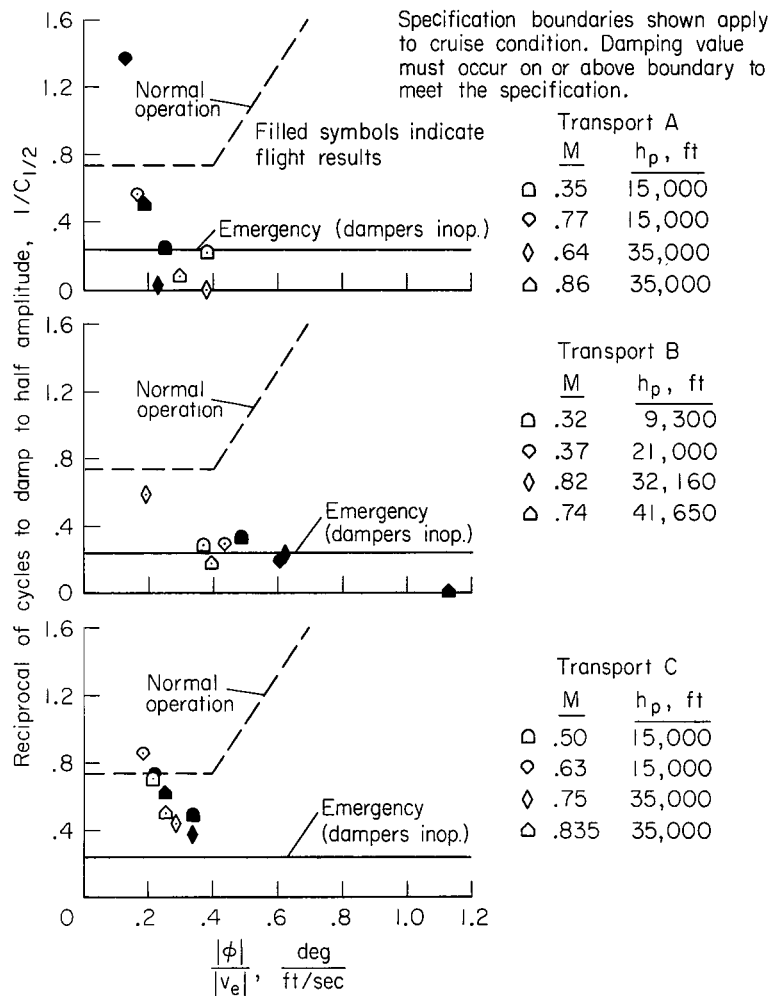 Specification boundaries shown apply
to cruise condition. Damping value
must occur on or above boundary to
meet the specification.
Reciprocal of cycles to damp to half amplitude, 1/C1/2
1.6
1.2
.8
.4
0
Normal
operation
Filled symbols indicate
flight results
Emergency (dampers inop.)
Transport A
M hp, ft
.35 15,000
.77 15,000
.64 35,000
.86 35,000
1.6
1.2
.8
.4
0
Normal
operation
Emergency
(dampers inop.)
Transport B
M hp, ft
.32 9,300
.37 21,000
.82 32,160
.74 41,650
1.6
1.2
.8
.4
Normal
operation
Emergency
(dampers inop.)
Transport C
M hp, ft
.50 15,000
.63 15,000
.75 35,000
.835 35,000
0 .2 .4 .6 .8 1.0 1.2
|ϕ|/|ve|, deg/ft/sec